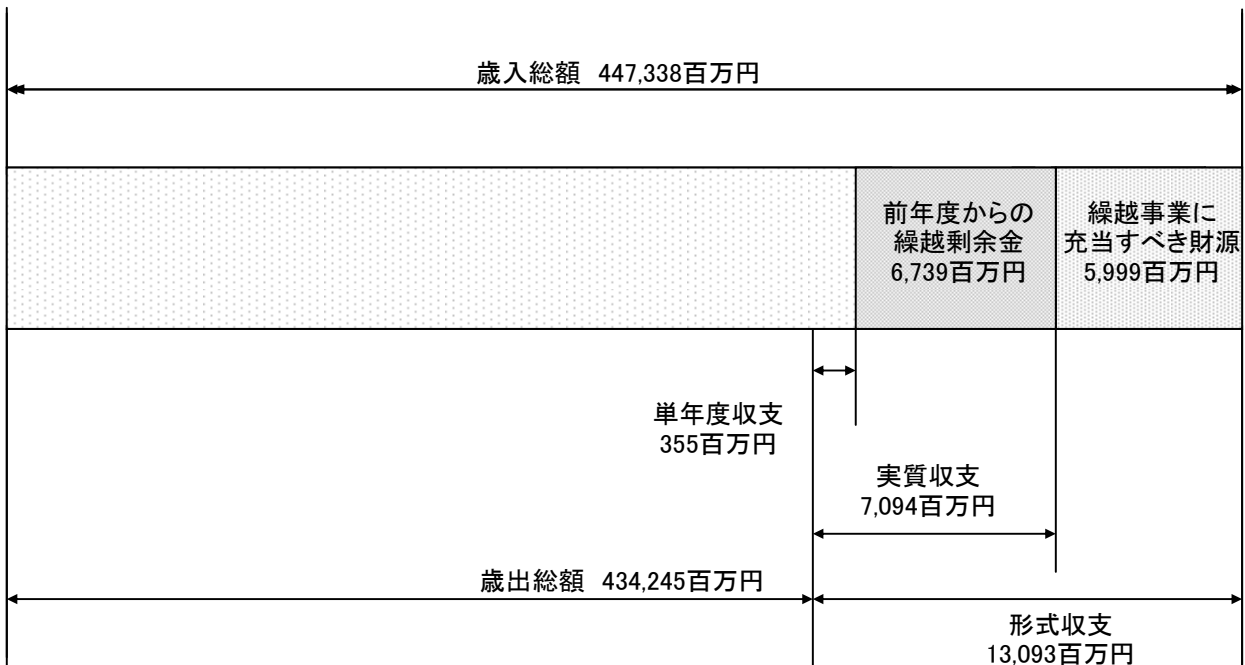 歳入総額 447,338百万円
前年度からの
繰越剰余金
6,739百万円
繰越事業に
充当すべき財源
5,999百万円
単年度収支
355百万円
実質収支
7,094百万円
歳出総額 434,245百万円
形式収支
13,093百万円